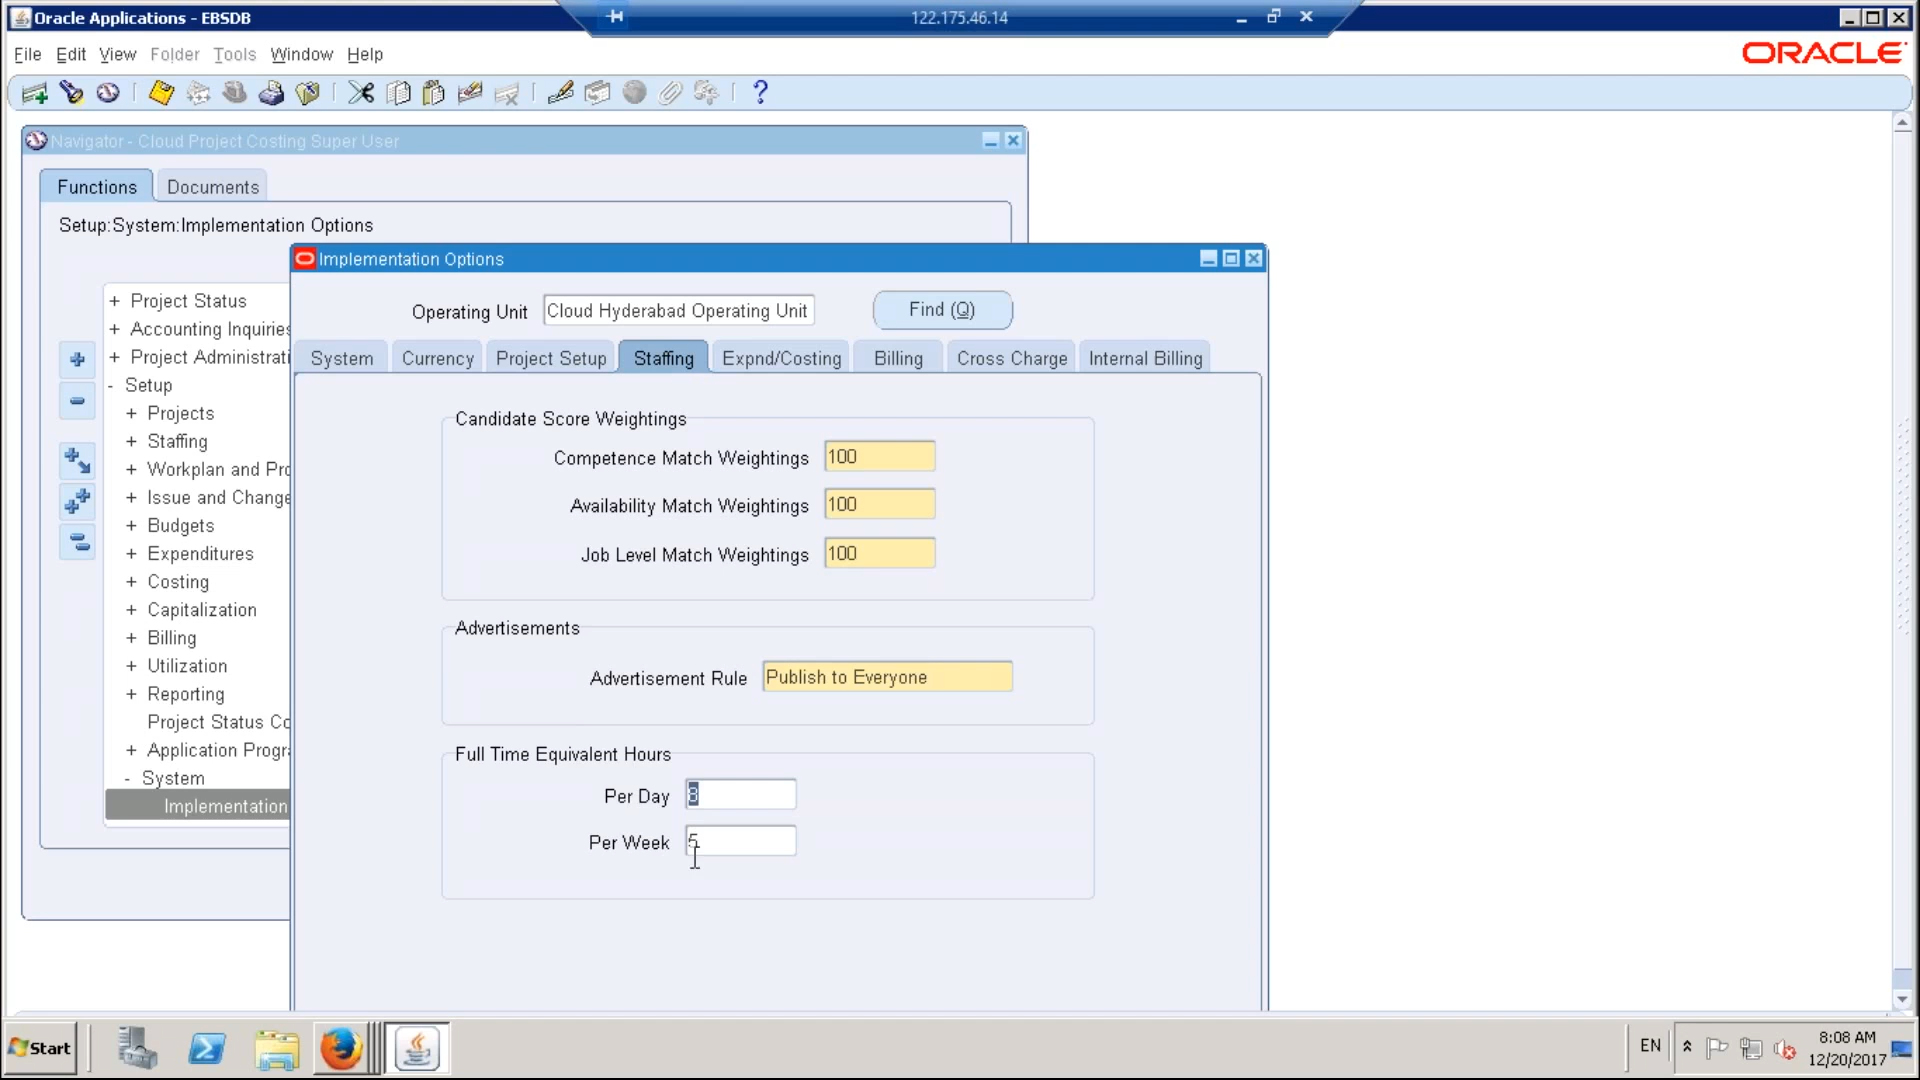 Oracle Applications - EBSDB
122.175.46.14
File Edit View Folder Tools Window Help
ORACLE
Navigator - Cloud Project Costing Super User
Functions Documents
Setup:System:Implementation Options
Implementation Options
Operating Unit Cloud Hyderabad Operating Unit Find (Q)
System Currency Project Setup Staffing Expnd/Costing Billing Cross Charge Internal Billing
+ Project Status
+ Accounting Inquiries
+ Project Administrati
- Setup
+ Projects
+ Staffing
+ Workplan and Pro
+ Issue and Change
+ Budgets
+ Expenditures
+ Costing
+ Capitalization
+ Billing
+ Utilization
+ Reporting
Project Status Co
+ Application Progra
- System
Implementation
Candidate Score Weightings
Competence Match Weightings 100
Availability Match Weightings 100
Job Level Match Weightings 100
Advertisements
Advertisement Rule Publish to Everyone
Full Time Equivalent Hours
Per Day 8
Per Week 5
Start
EN
8:08 AM
12/20/2017